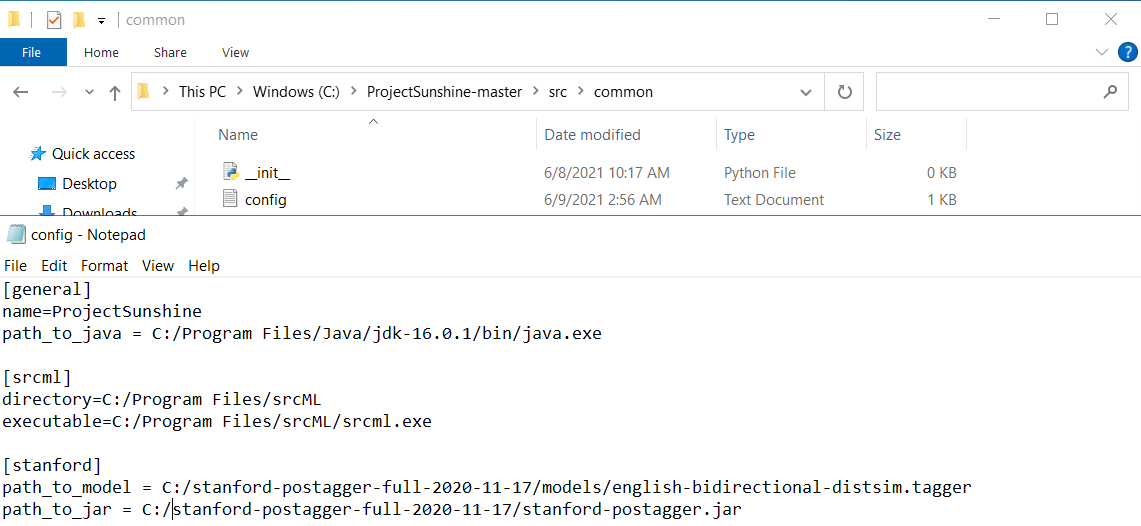 common
File Home Share View
This PC Windows (C:) ProjectSunshine-master src common
Name Date modified Type Size
Quick access
__init__ 6/8/2021 10:17 AM Python File 0 KB
Desktop
config 6/9/2021 2:56 AM Text Document 1 KB
Downloads
config - Notepad
File Edit Format View Help
[general]
name=ProjectSunshine
path_to_java = C:/Program Files/Java/jdk-16.0.1/bin/java.exe
[srcml]
directory=C:/Program Files/srcML
executable=C:/Program Files/srcML/srcml.exe
[stanford]
path_to_model = C:/stanford-postagger-full-2020-11-17/models/english-bidirectional-distsim.tagger
path_to_jar = C:/stanford-postagger-full-2020-11-17/stanford-postagger.jar